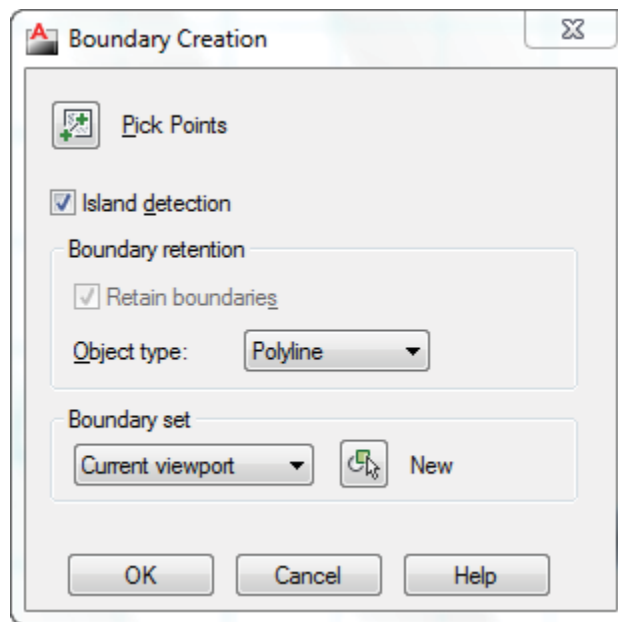 Boundary Creation
Pick Points
Island detection
Boundary retention
Retain boundaries
Object type: Polyline
Boundary set
Current viewport New
OK Cancel Help